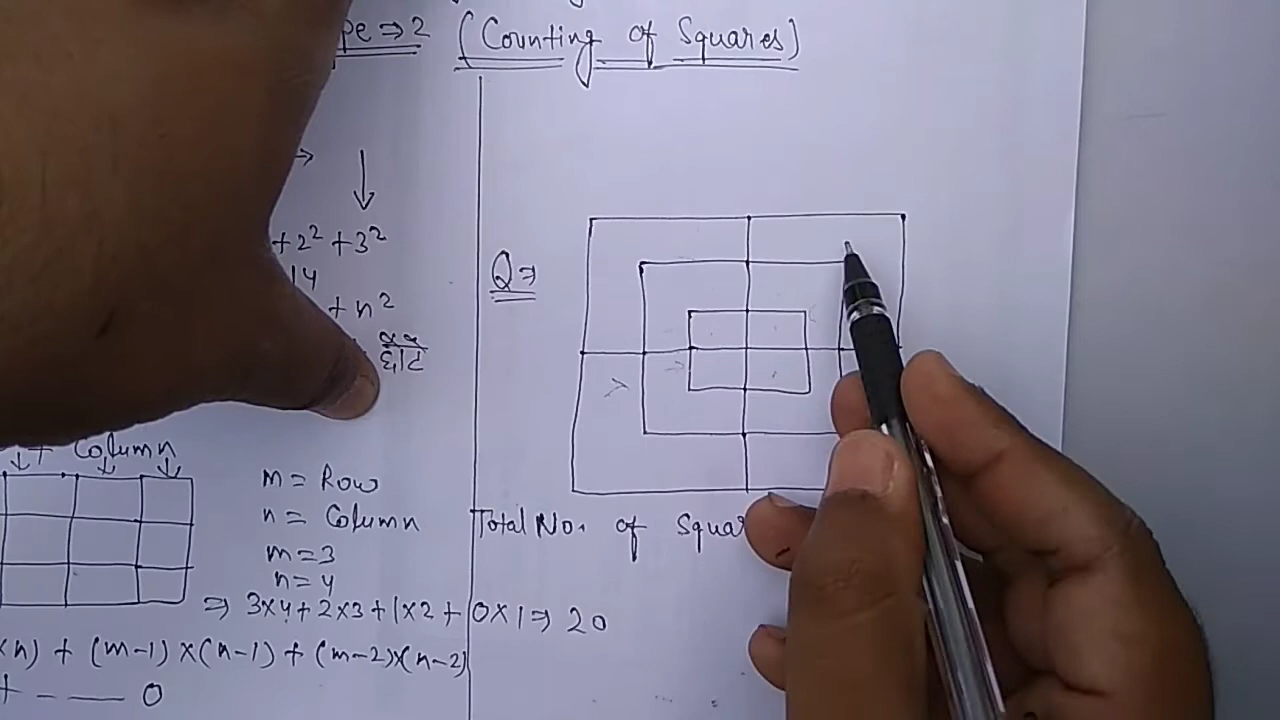 pe ⇒ 2 (Counting of Squares)
+ 2² + 3²
14
+ n²
Q ⇒
Column
m = Row
n = Column
m = 3
n = 4
⇒ 3×4 + 2×3 + 1×2 + 0×1 ⇒ 20
×n) + (m-1)×(n-1) + (m-2)×(n-2)
+ - — 0
Total No. of Squar